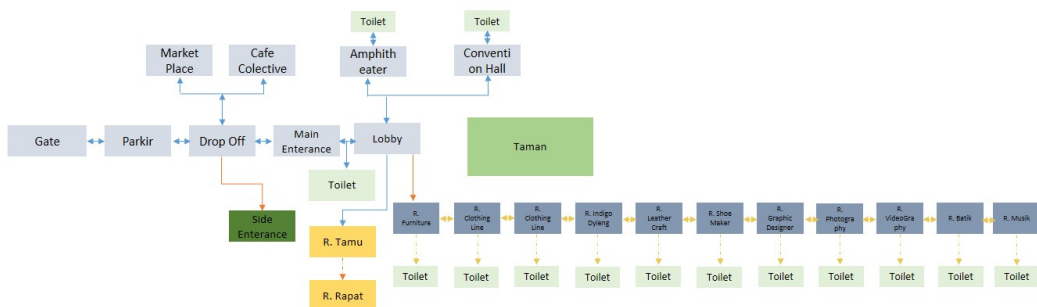 Toilet
Toilet
Market
Place
Cafe
Colective
Amphith
eater
Conventi
on Hall
Gate
Parkir
Drop Off
Main
Enterance
Lobby
Taman
Toilet
Side
Enterance
R. Tamu
R. Rapat
R.
Furniture
R.
Clothing
Line
R.
Clothing
Line
R. Indigo
Dyieng
R.
Leather
Craft
R. Shoe
Maker
R.
Graphic
Designer
R.
Photogra
phy
R.
VideoGra
phy
R. Batik
R. Musik
Toilet
Toilet
Toilet
Toilet
Toilet
Toilet
Toilet
Toilet
Toilet
Toilet
Toilet